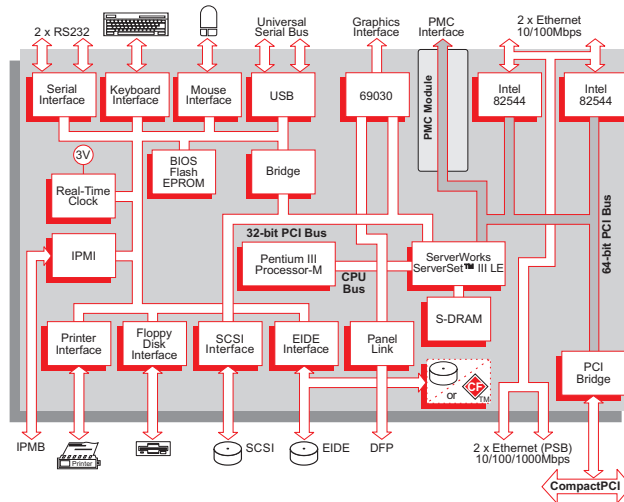 2 x RS232
Universal
Serial Bus
Graphics
Interface
PMC
Interface
2 x Ethernet
10/100Mbps
Serial
Interface
Keyboard
Interface
Mouse
Interface
USB
69030
PMC Module
Intel
82544
Intel
82544
3V
BIOS
Flash
EPROM
Bridge
Real-Time
Clock
32-bit PCI Bus
64-bit PCI Bus
IPMI
Pentium III
Processor-M
CPU
Bus
ServerWorks
ServerSet™ III LE
S-DRAM
Printer
Interface
Floppy
Disk
Interface
SCSI
Interface
EIDE
Interface
Panel
Link
or CF TM
PCI
Bridge
IPMB
Printer
SCSI
EIDE
DFP
2 x Ethernet (PSB)
10/100/1000Mbps
CompactPCI